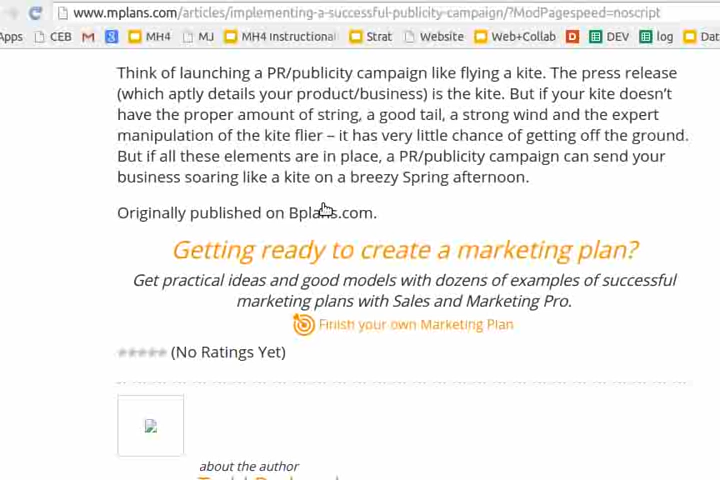 www.mplans.com/articles/implementing-a-successful-publicity-campaign/?ModPagespeed=noscript
Apps CEB MH4 MJ MH4 Instructional Strat Website Web+Collab DEV log Dat
Think of launching a PR/publicity campaign like flying a kite. The press release
(which aptly details your product/business) is the kite. But if your kite doesn't
have the proper amount of string, a good tail, a strong wind and the expert
manipulation of the kite flier – it has very little chance of getting off the ground.
But if all these elements are in place, a PR/publicity campaign can send your
business soaring like a kite on a breezy Spring afternoon.
Originally published on Bplans.com.
Getting ready to create a marketing plan?
Get practical ideas and good models with dozens of examples of successful
marketing plans with Sales and Marketing Pro.
Finish your own Marketing Plan
(No Ratings Yet)
about the author